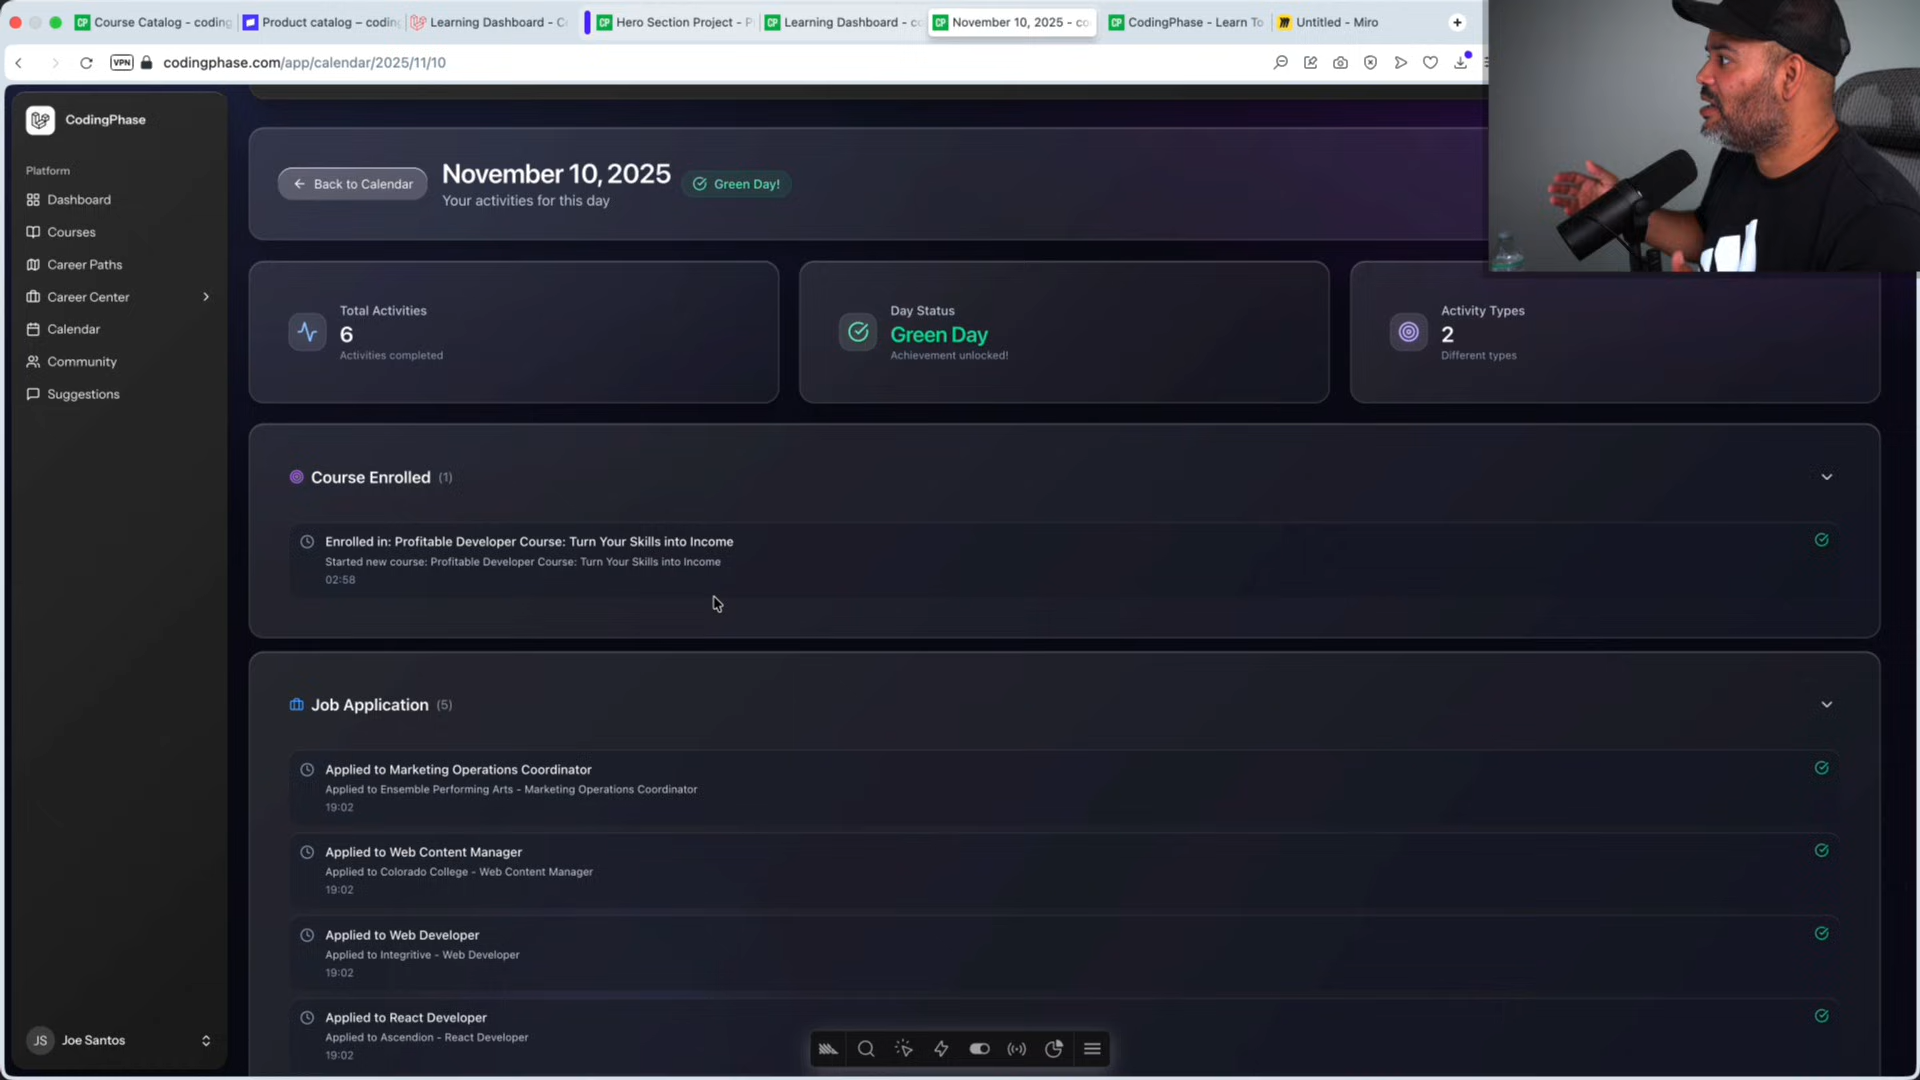 Course Catalog - coding
Product catalog – coding
Learning Dashboard - C
Hero Section Project - P
Learning Dashboard - co
November 10, 2025 - co
CodingPhase - Learn To
Untitled - Miro
VPN
codingphase.com/app/calendar/2025/11/10
CodingPhase
Platform
Dashboard
Courses
Career Paths
Career Center
Calendar
Community
Suggestions
JS
Joe Santos
Back to Calendar
November 10, 2025
Green Day!
Your activities for this day
Total Activities
6
Activities completed
Day Status
Green Day
Achievement unlocked!
Activity Types
2
Different types
Course Enrolled (1)
Enrolled in: Profitable Developer Course: Turn Your Skills into Income
Started new course: Profitable Developer Course: Turn Your Skills into Income
02:58
Job Application (5)
Applied to Marketing Operations Coordinator
Applied to Ensemble Performing Arts - Marketing Operations Coordinator
19:02
Applied to Web Content Manager
Applied to Colorado College - Web Content Manager
19:02
Applied to Web Developer
Applied to Integritive - Web Developer
19:02
Applied to React Developer
Applied to Ascendion - React Developer
19:02